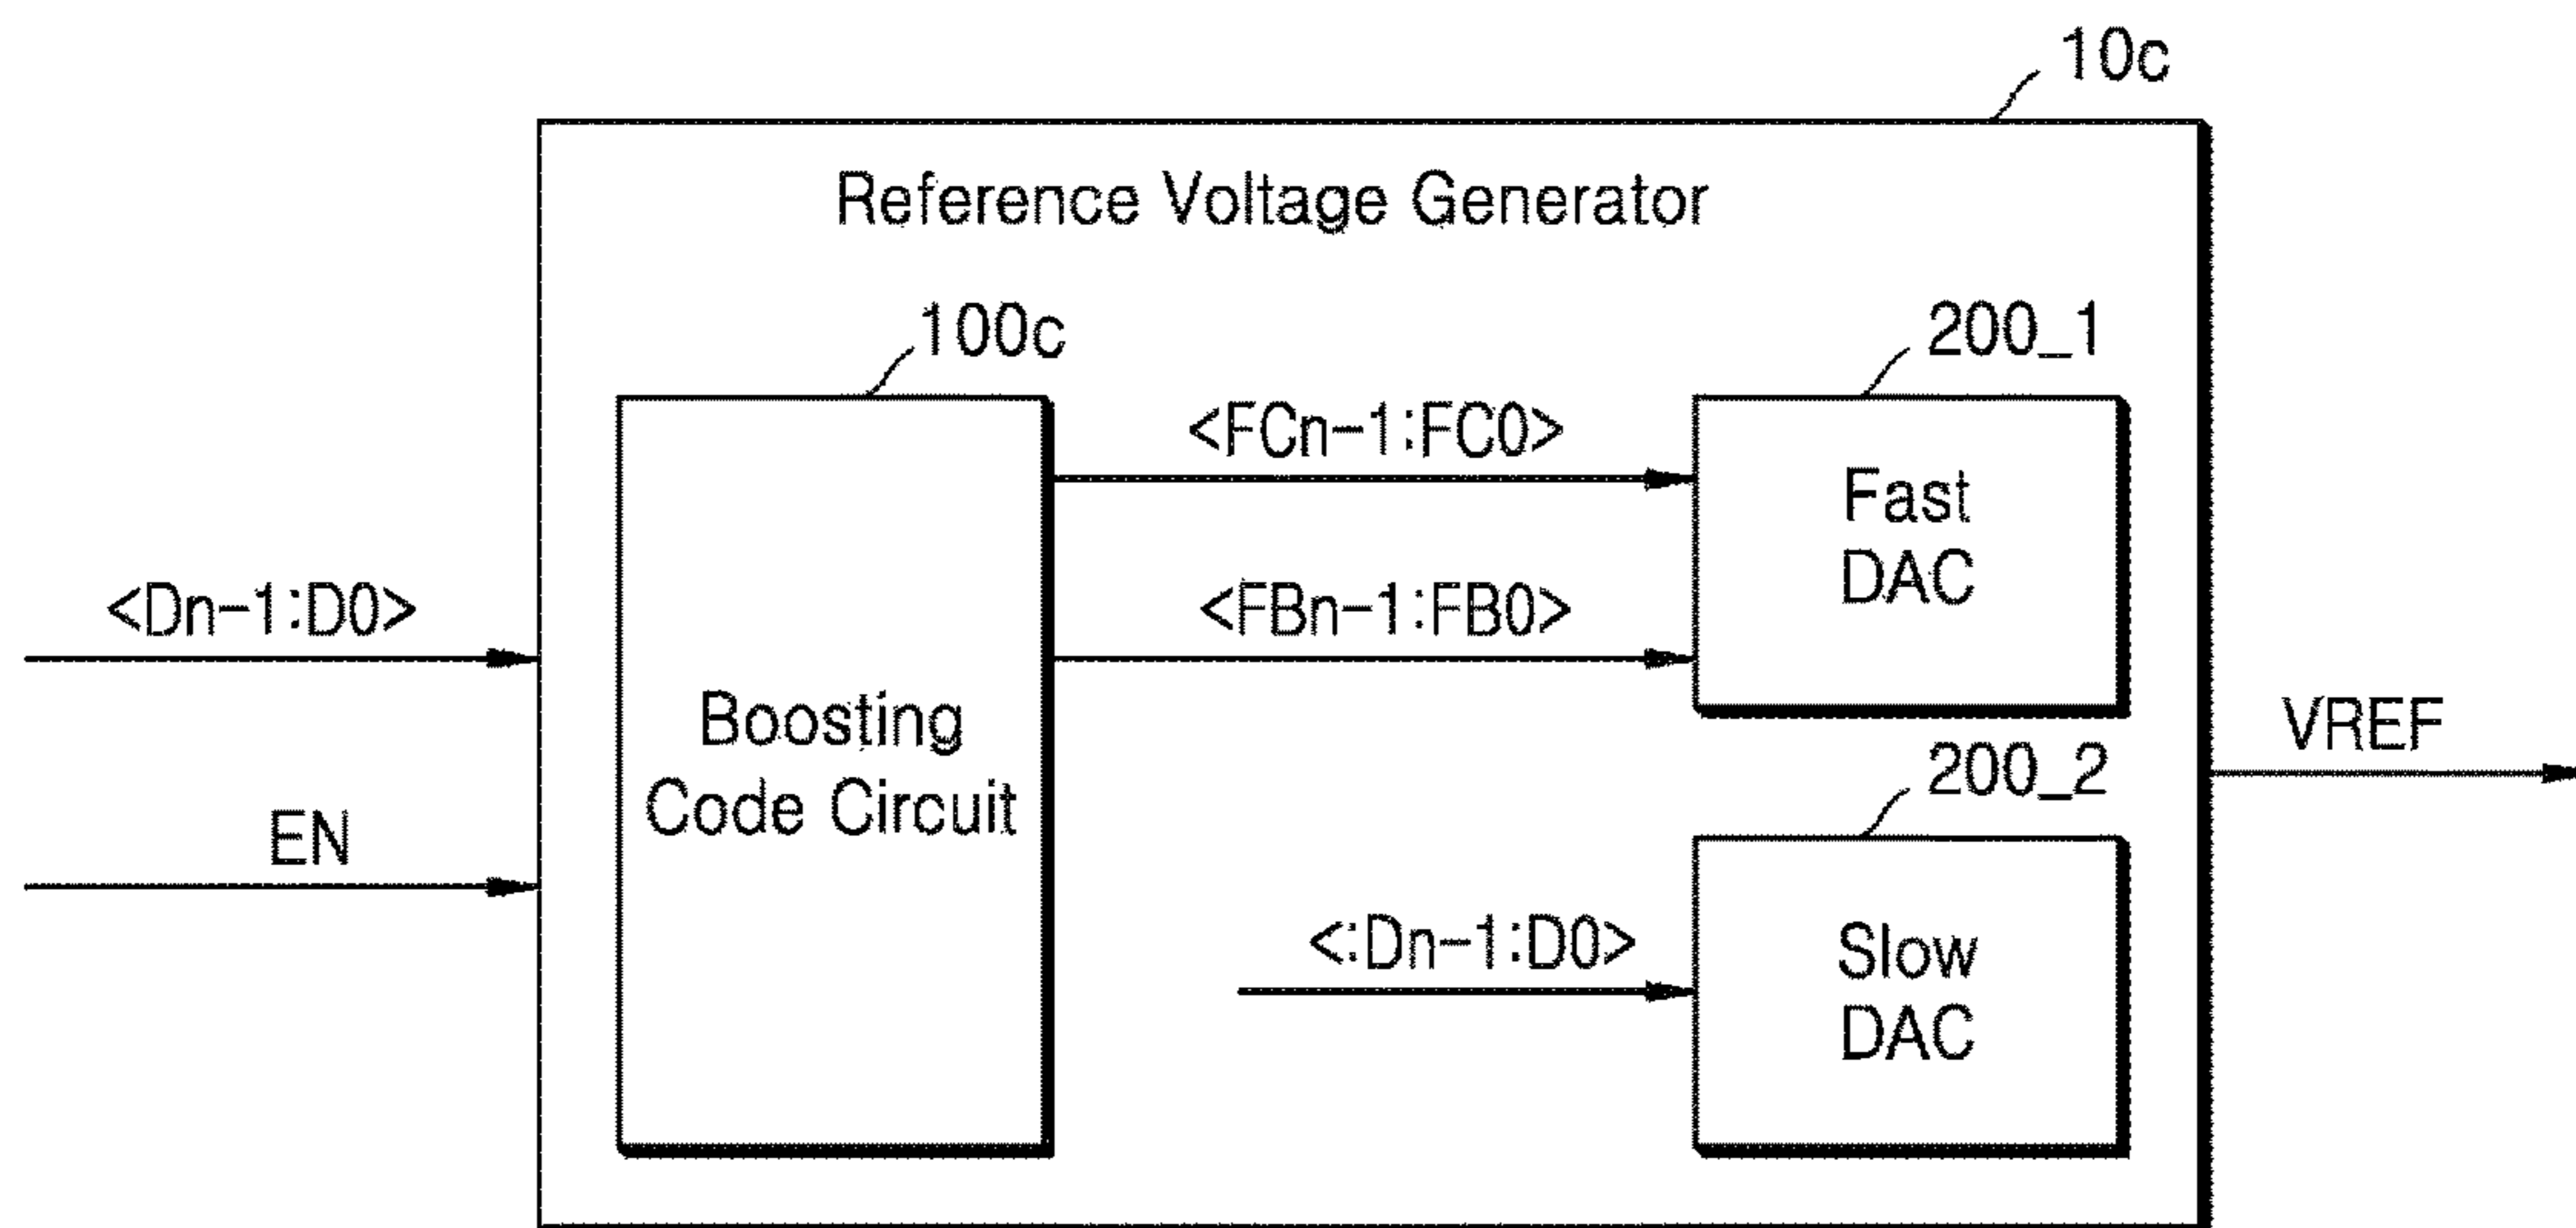 10c
Reference Voltage Generator
100c
200_1
<FCn-1:FC0>
Fast
DAC
<Dn-1:D0>
<FBn-1:FB0>
Boosting
Code Circuit
VREF
200_2
EN
<:Dn-1:D0>
Slow
DAC